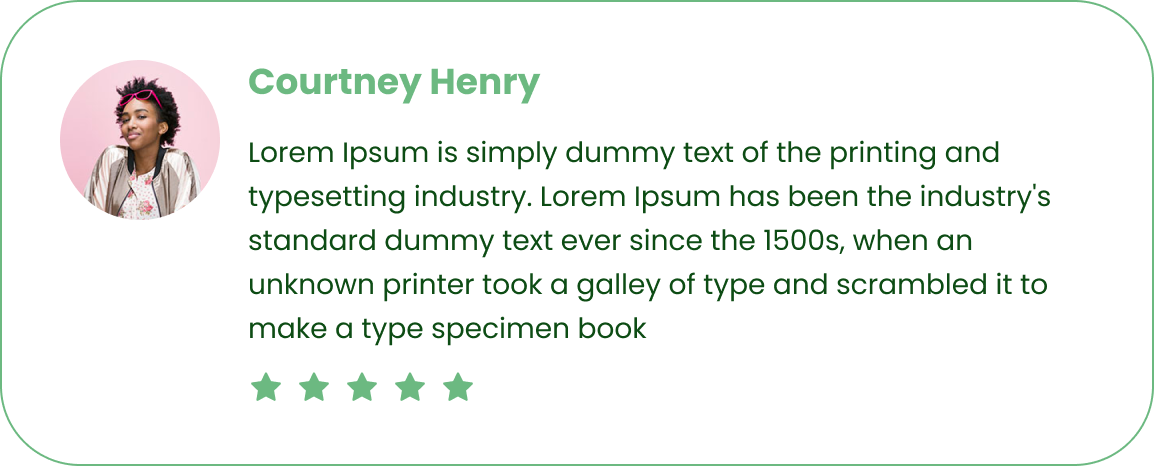 Courtney Henry
Lorem Ipsum is simply dummy text of the printing and
typesetting industry. Lorem Ipsum has been the industry's
standard dummy text ever since the 1500s, when an
unknown printer took a galley of type and scrambled it to
make a type specimen book